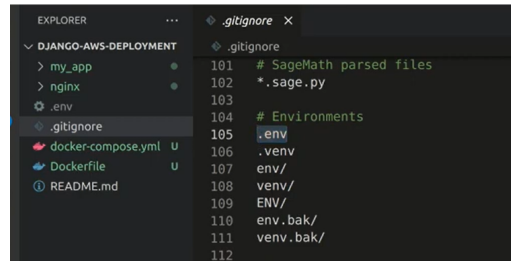 EXPLORER ...
DJANGO-AWS-DEPLOYMENT
my_app
nginx
.env
.gitignore
docker-compose.yml U
Dockerfile U
README.md
.gitignore
.gitignore
101 # SageMath parsed files
102 *.sage.py
103
104 # Environments
105 .env
106 .venv
107 env/
108 venv/
109 ENV/
110 env.bak/
111 venv.bak/
112